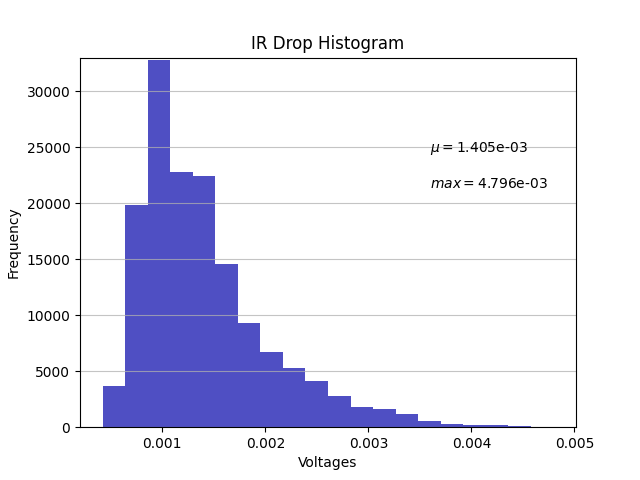 IR Drop Histogram
Frequency
30000
25000
20000
15000
10000
5000
0
μ = 1.405e-03
max = 4.796e-03
0.001 0.002 0.003 0.004 0.005
Voltages